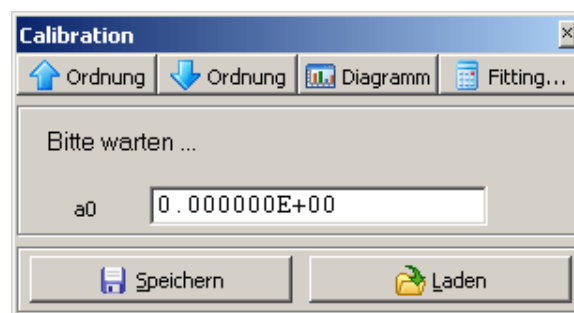 Calibration
Ordnung Ordnung Diagramm Fitting...
Bitte warten ...
a0 0.000000E+00
Speichern Laden